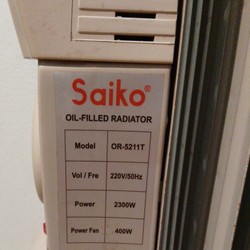 Saiko®
OIL-FILLED RADIATOR
Model OR-5211T
Vol / Fre 220V/50Hz
Power 2300W
Power Fan 400W